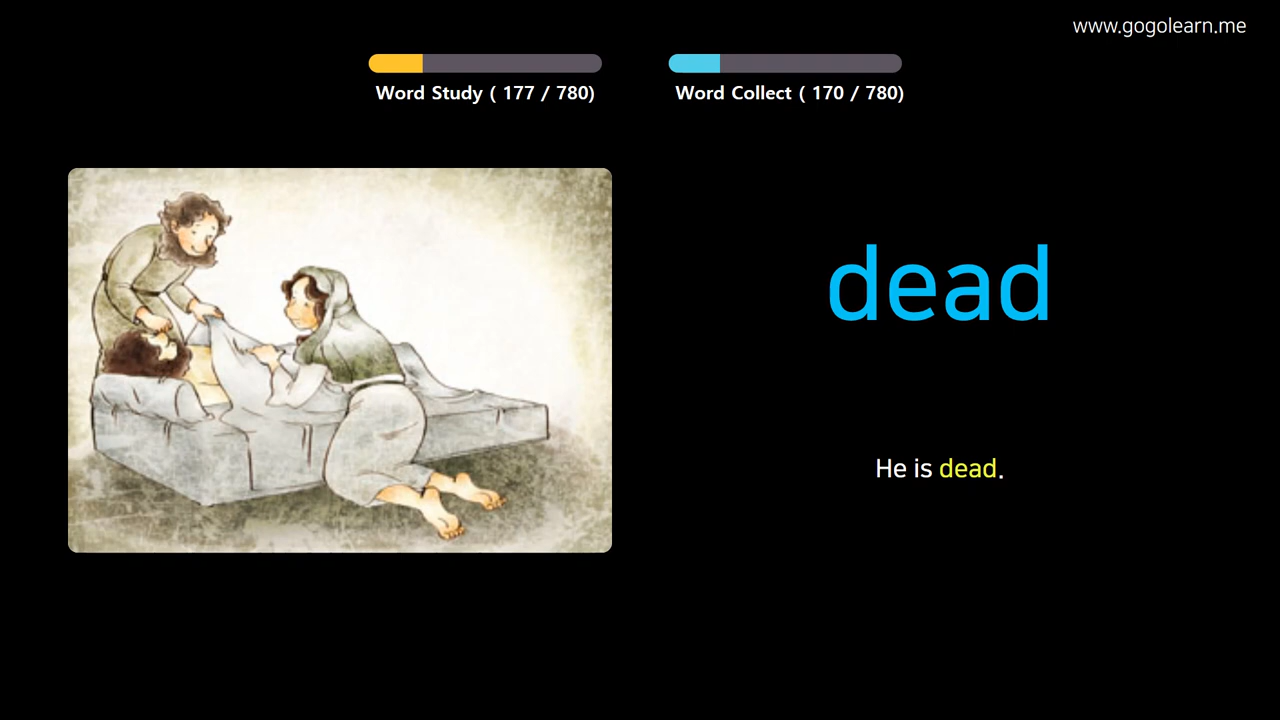 www.gogolearn.me
Word Study ( 177 / 780)
Word Collect ( 170 / 780)
dead
He is dead.